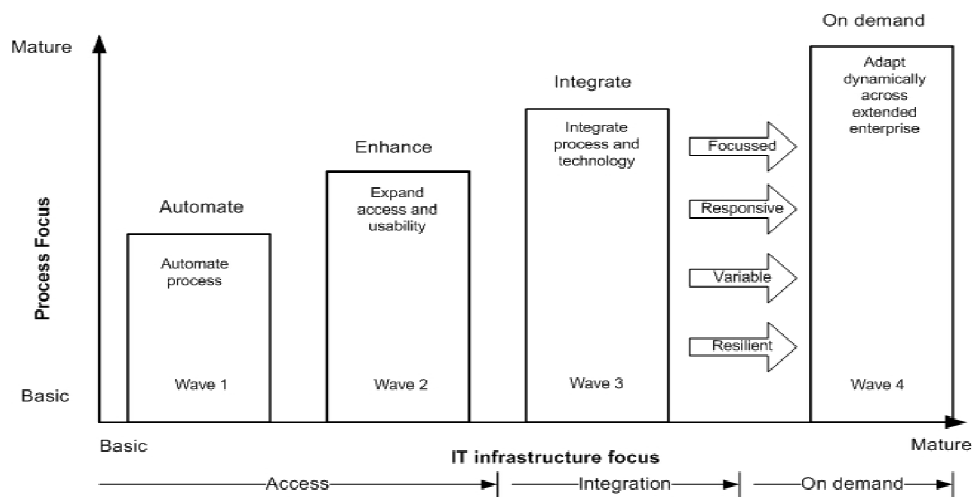 On demand
Mature
Adapt
dynamically
across
extended
enterprise
Integrate
Integrate
process and
technology
Focussed
Enhance
Expand
access and
usability
Responsive
Automate
Automate
process
Variable
Resilient
Process Focus
Basic
Wave 1
Wave 2
Wave 3
Wave 4
Basic
Mature
IT infrastructure focus
Access
Integration
On demand